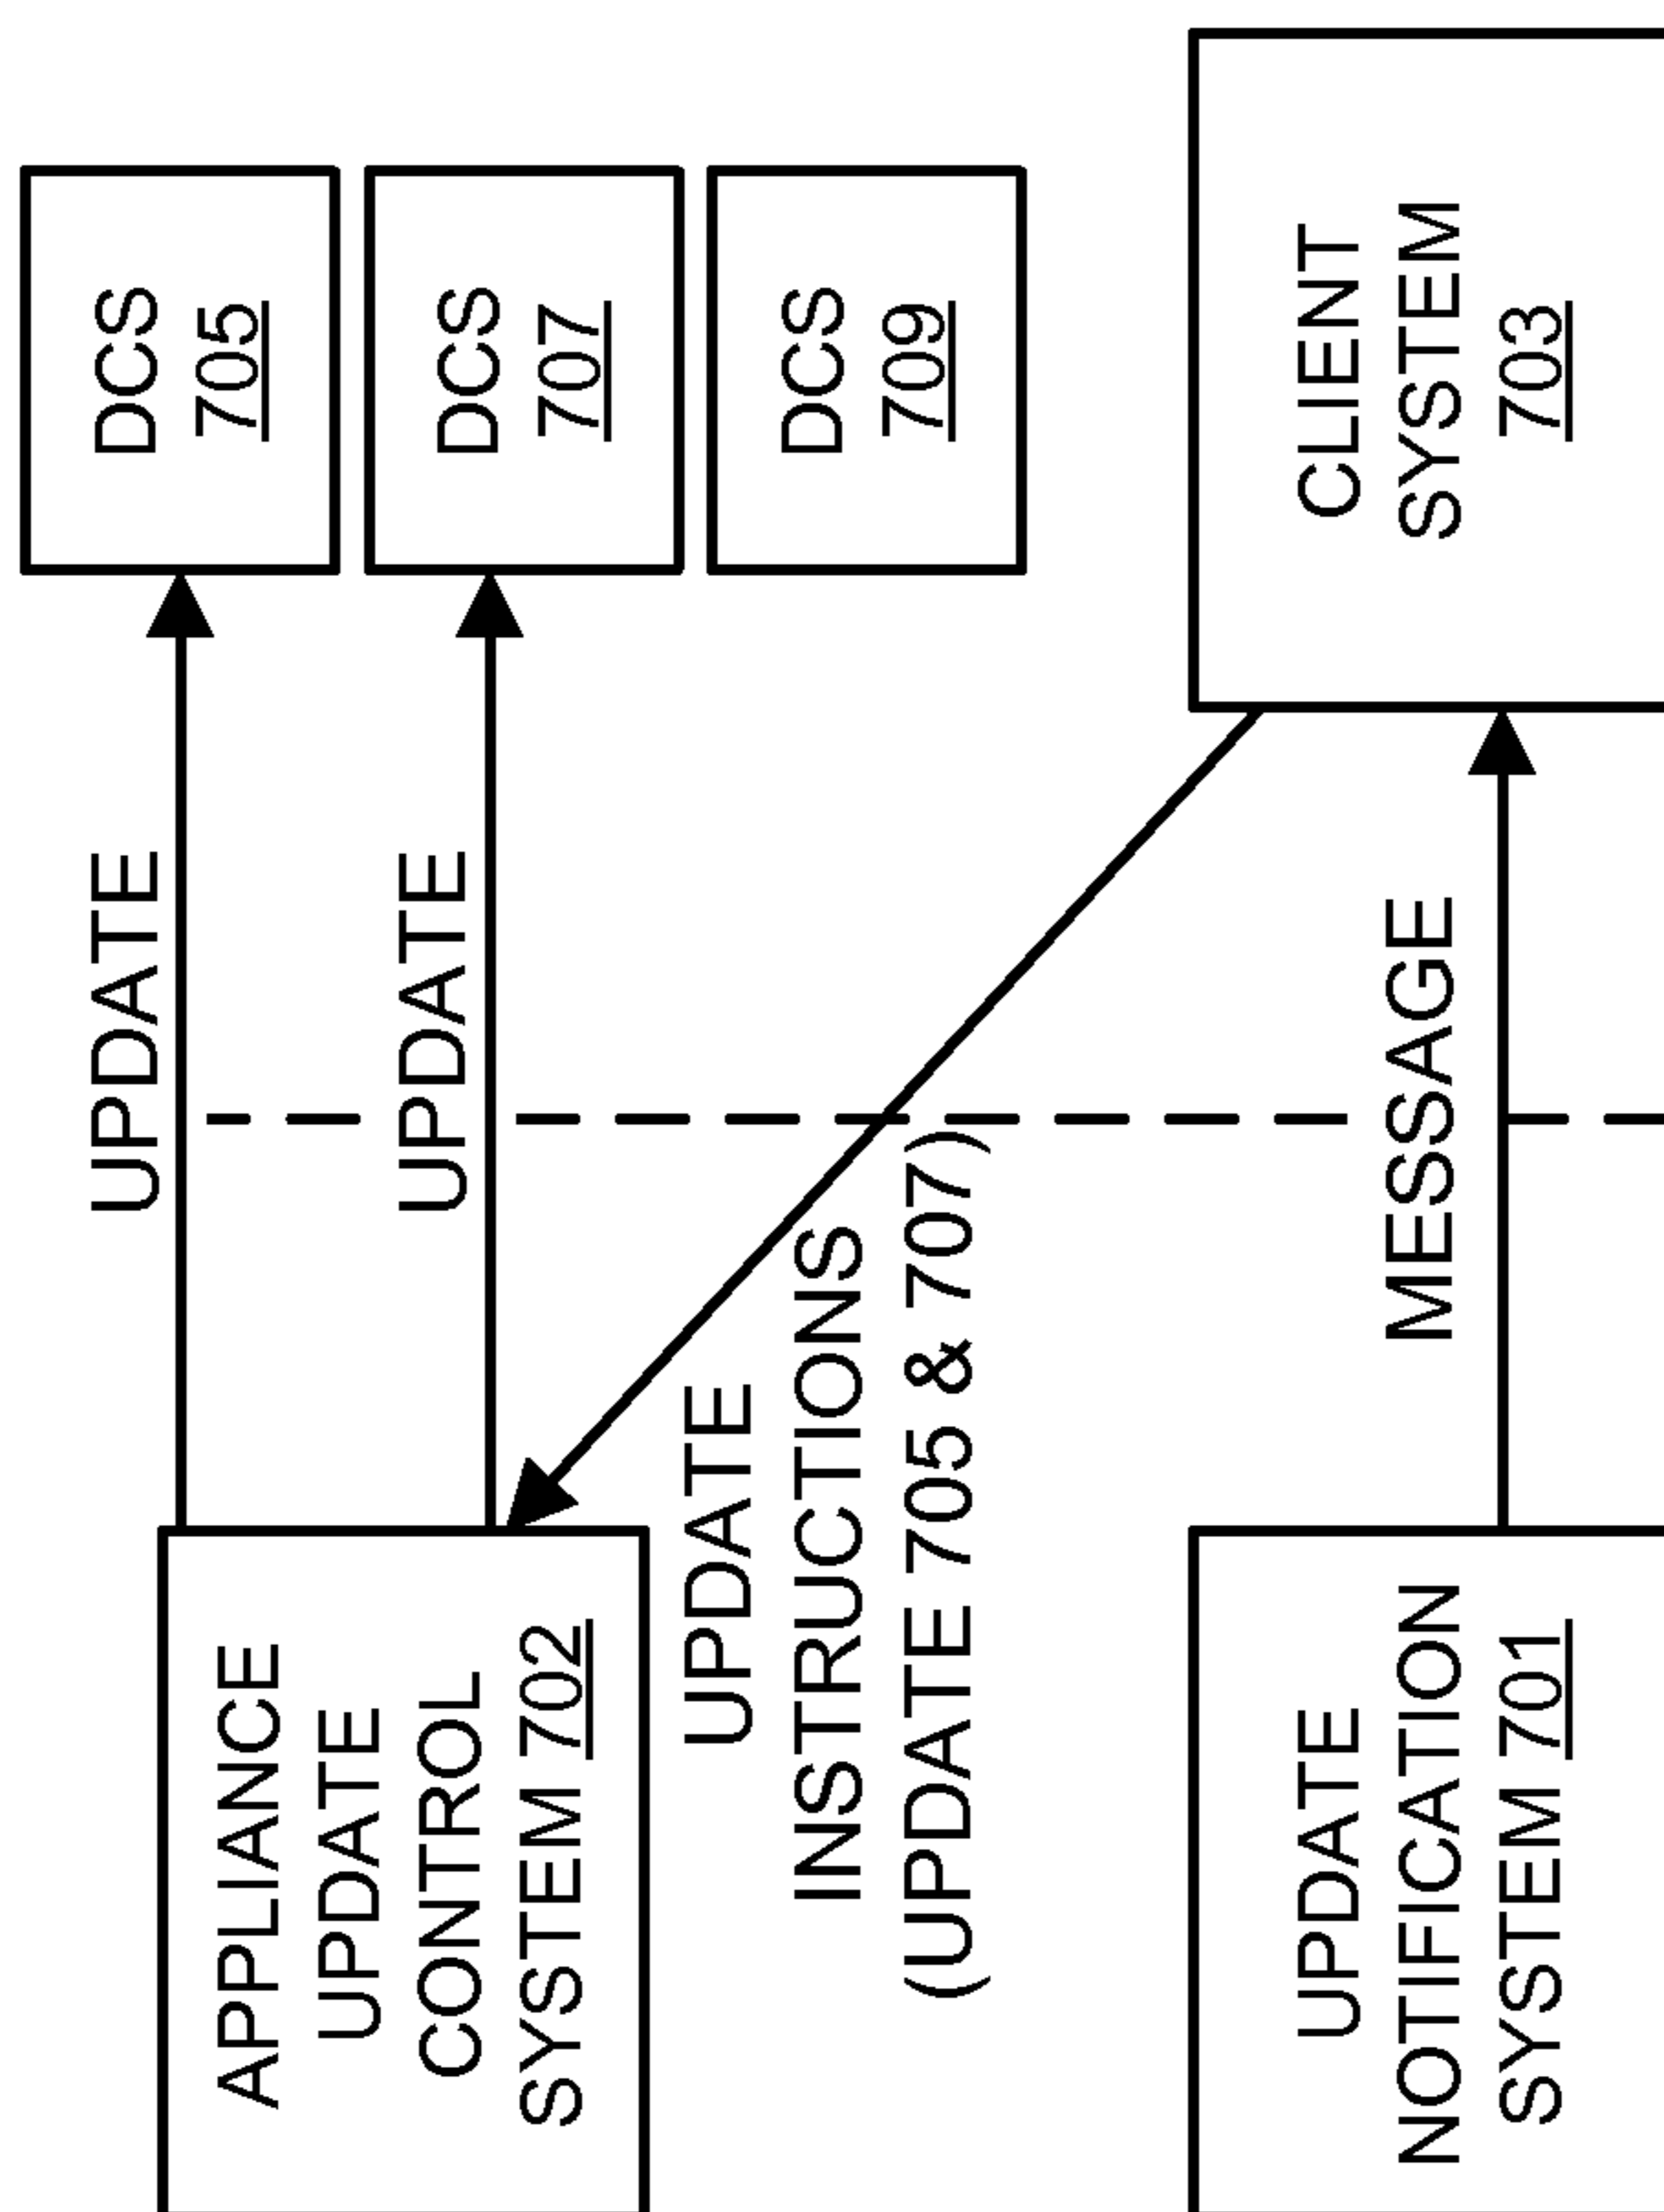 DCS
705
DCS
707
DCS
709
CLIENT
SYSTEM
703
UPDATE
UPDATE
MESSAGE
UPDATE
INSTRUCTIONS
(UPDATE 705 & 707)
APPLIANCE
UPDATE
CONTROL
SYSTEM 702
UPDATE
NOTIFICATION
SYSTEM 701